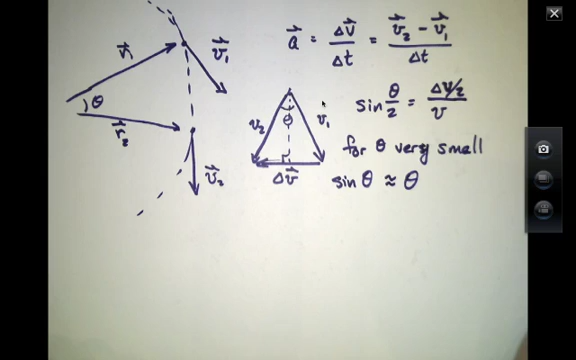 r⃗₁
v⃗₁
θ
r⃗₂
v⃗₂
a⃗ = Δv⃗/Δt = (v⃗₂ - v⃗₁)/Δt
v₂ θ v₁
Δv⃗
sin θ/2 = (Δv/2)/v
for θ very small
sin θ ≈ θ